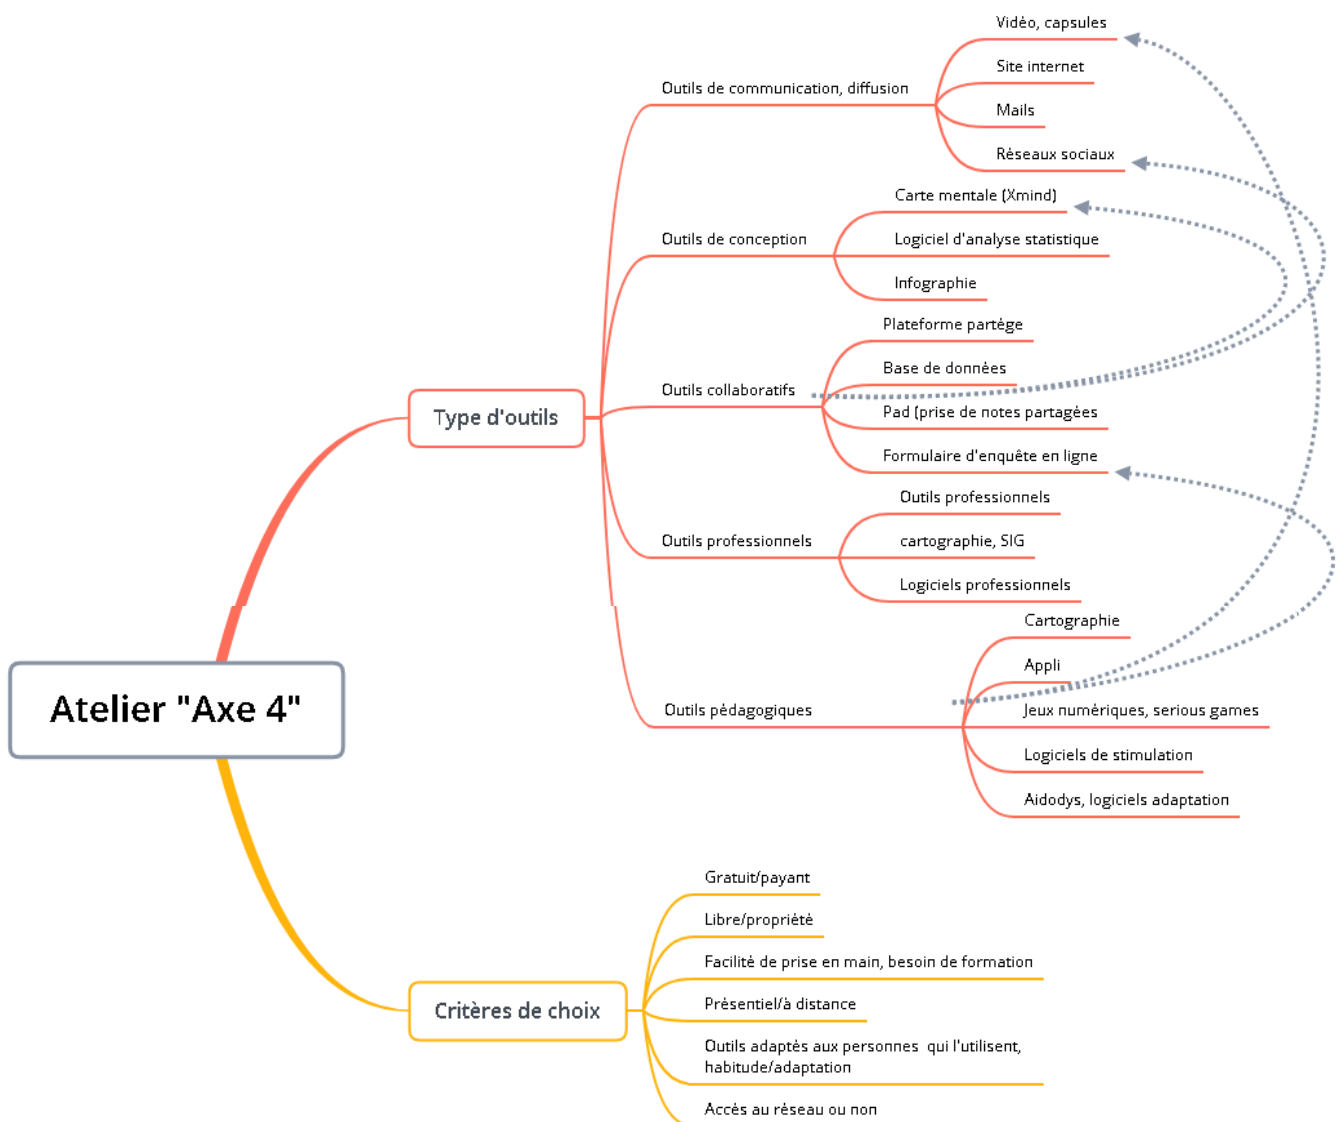 Atelier "Axe 4"
Type d'outils
Outils de communication, diffusion
Vidéo, capsules
Site internet
Mails
Réseaux sociaux
Outils de conception
Carte mentale (Xmind)
Logiciel d'analyse statistique
Infographie
Outils collaboratifs
Plateforme partège
Base de données
Pad (prise de notes partagées
Formulaire d'enquête en ligne
Outils professionnels
Outils professionnels
cartographie, SIG
Logiciels professionnels
Outils pédagogiques
Cartographie
Appli
Jeux numériques, serious games
Logiciels de stimulation
Aidodys, logiciels adaptation
Critères de choix
Gratuit/payant
Libre/propriété
Facilité de prise en main, besoin de formation
Présentiel/à distance
Outils adaptés aux personnes  qui l'utilisent,
habitude/adaptation
Accès au réseau ou non